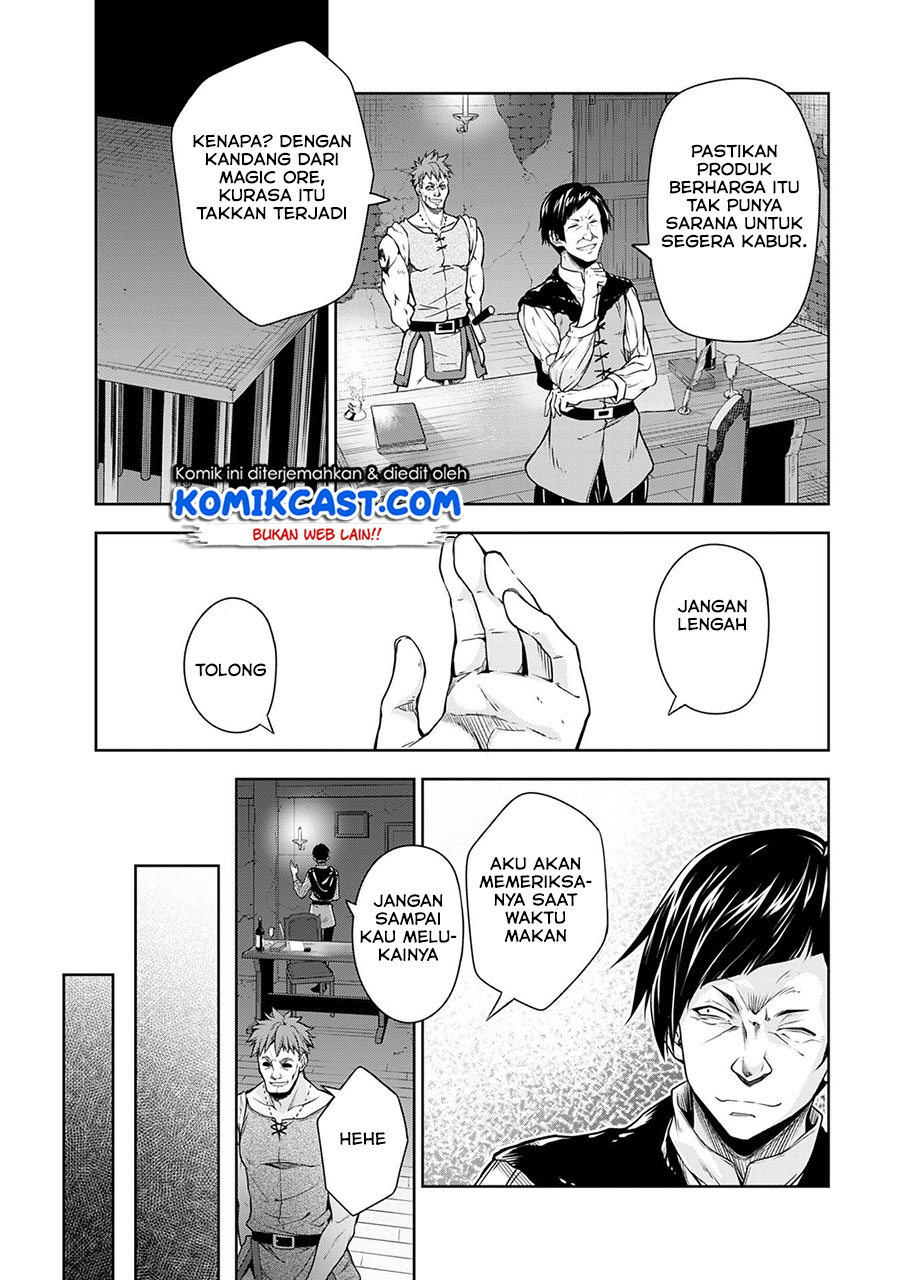 PASTIKAN
PRODUK
BERHARGA ITU
TAK PUNYA
SARANA UNTUK
SEGERA KABUR.
KENAPA? DENGAN
KANDANG DARI
MAGIC ORE,
KURASA ITU
TAKKAN TERJADI
Komik ini diterjemahkan & diedit oleh
KOMIKCAST.COM
BUKAN WEB LAIN!!
JANGAN
LENGAH
TOLONG
AKU AKAN
MEMERIKSA-
NYA SAAT
WAKTU
MAKAN
JANGAN
SAMPAI
KAU MELU-
KAINYA
HEHE